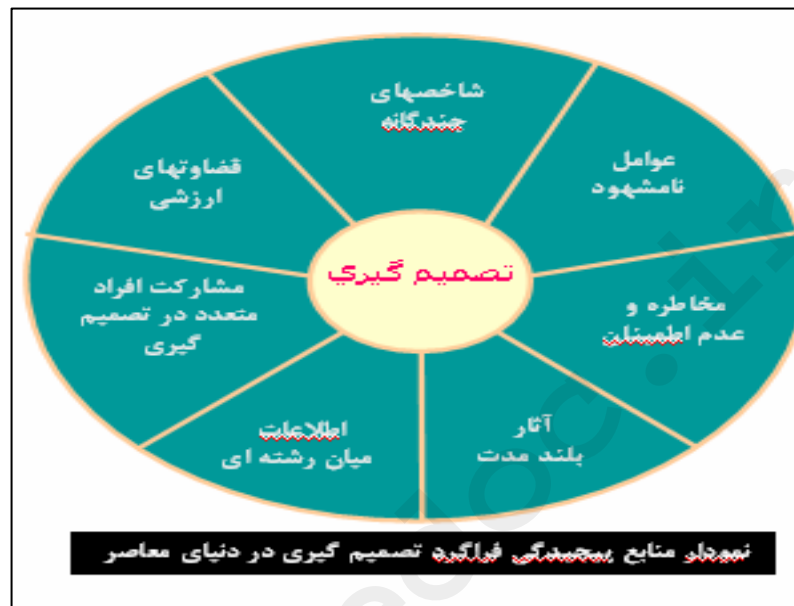 شاخصهای
چندگانه
عوامل
نامشهود
قضاوتهای
ارزشی
تصمیم گیري
مخاطره و
عدم اطمینان
مشارکت افراد
متعدد در تصمیم
گیری
آثار
بلند مدت
اطلاعات
میان رشته ای
نمودار منابع پیچیدگی فراگرد تصمیم گیری در دنیای معاصر